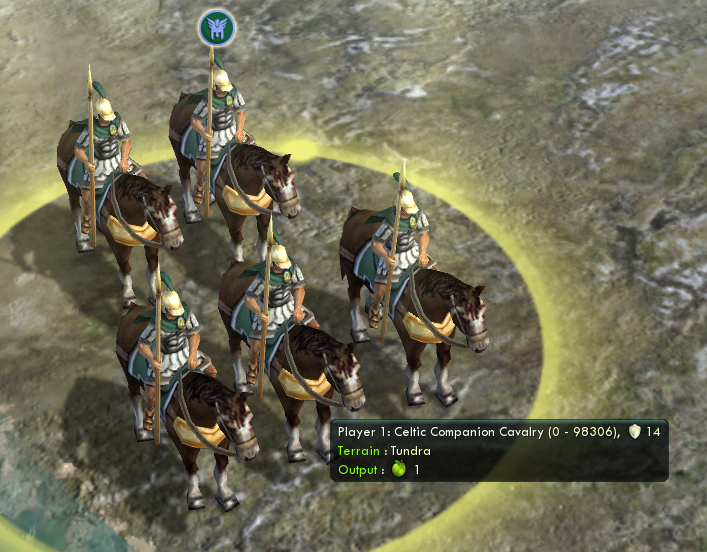 Player 1: Celtic Companion Cavalry (0 - 98306), 14
Terrain : Tundra
Output : 1